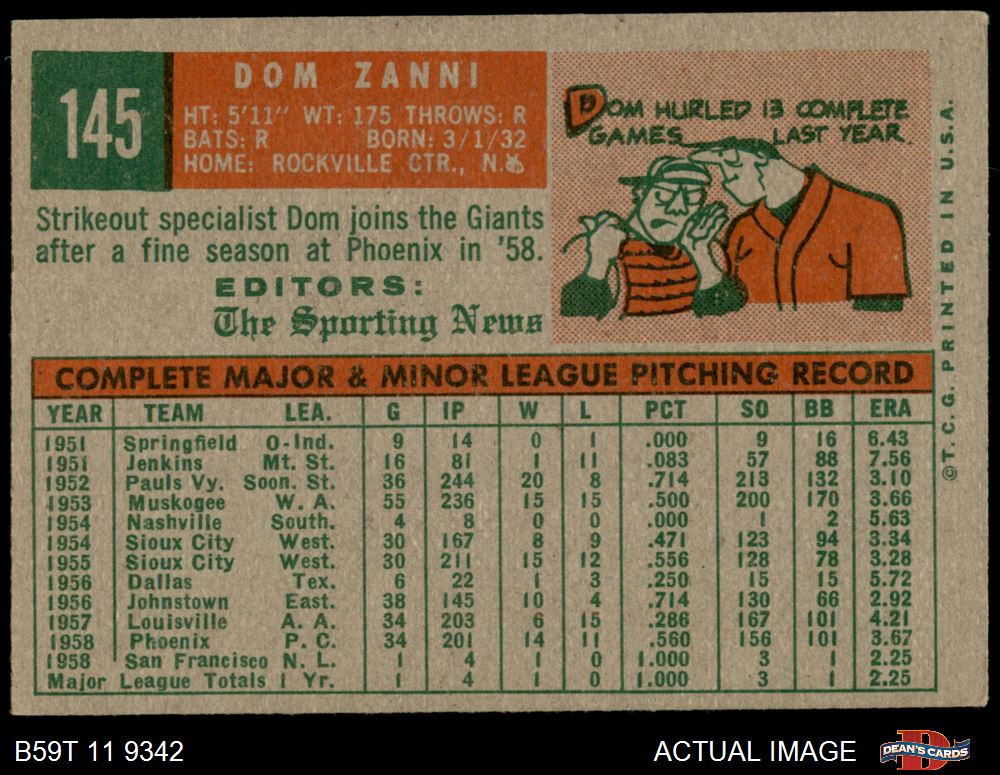 145
DOM ZANNI
HT: 5'11" WT: 175 THROWS: R
BATS: R BORN: 3/1/32
HOME: ROCKVILLE CTR., N.
Strikeout specialist Dom joins the Giants
after a fine season at Phoenix in '58.
EDITORS:
The Sporting News
DOM HURLED 13 COMPLETE
GAMES LAST YEAR.
©T.C.G. PRINTED IN U.S.A.
COMPLETE MAJOR & MINOR LEAGUE PITCHING RECORD
YEAR TEAM LEA. G IP W L PCT SO BB ERA
1951 Springfield O-Ind. 9 14 0 1 .000 9 16 6.43
1951 Jenkins Mt. St. 16 81 1 11 .083 57 88 7.56
1952 Pauls Vy. Soon. St. 36 244 20 8 .714 213 132 3.10
1953 Muskogee W. A. 55 236 15 15 .500 200 170 3.66
1954 Nashville South. 4 8 0 0 .000 1 2 5.63
1954 Sioux City West. 30 167 8 9 .471 123 94 3.34
1955 Sioux City West. 30 211 15 12 .556 128 78 3.28
1956 Dallas Tex. 6 22 1 3 .250 15 15 5.72
1956 Johnstown East. 38 145 10 4 .714 130 66 2.92
1957 Louisville A. A. 34 203 6 15 .286 167 101 4.21
1958 Phoenix P. C. 34 201 14 11 .560 156 101 3.67
1958 San Francisco N. L. 1 4 1 0 1.000 3 1 2.25
Major League Totals 1 Yr. 1 4 1 0 1.000 3 1 2.25
B59T 11 9342
ACTUAL IMAGE
DEAN'S CARDS